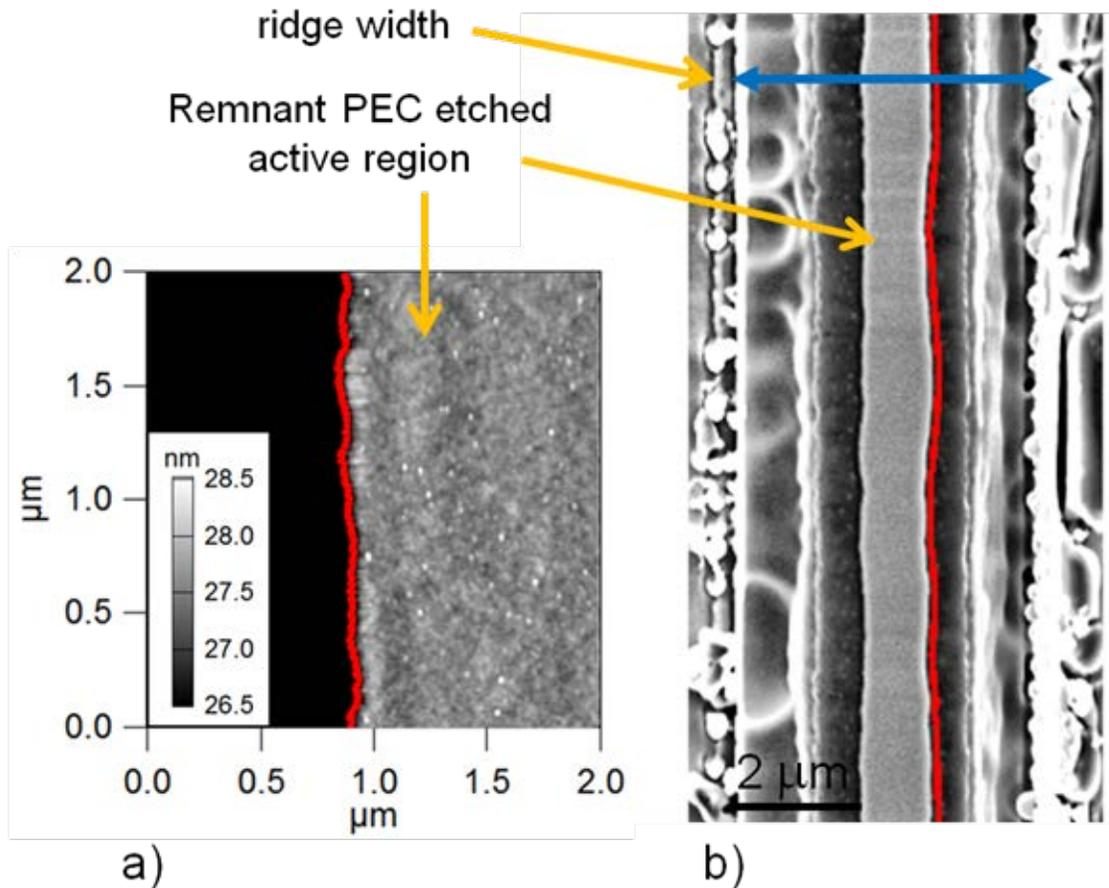 ridge width
Remnant PEC etched
active region
2.0
1.5
1.0
0.5
0.0
μm
nm
28.5
28.0
27.5
27.0
26.5
0.0
0.5
1.0
1.5
2.0
μm
2 μm
a)
b)